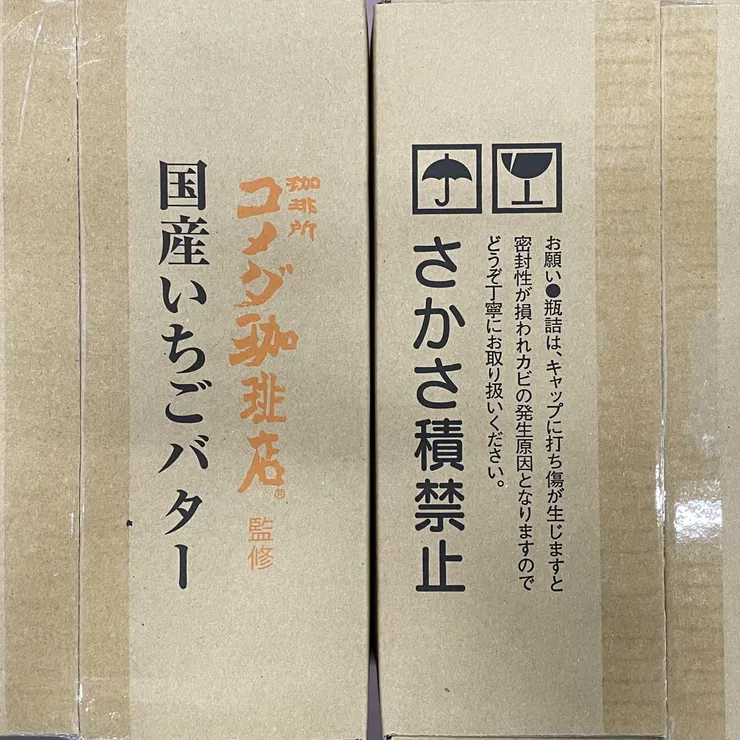 珈琲所
コメダ珈琲店®
監修
国産いちごバター
お願い●瓶詰は、キャップに打ち傷が生じますと
密封性が損われカビの発生原因となりますので
どうぞ丁寧にお取り扱いください。
さかさ積禁止